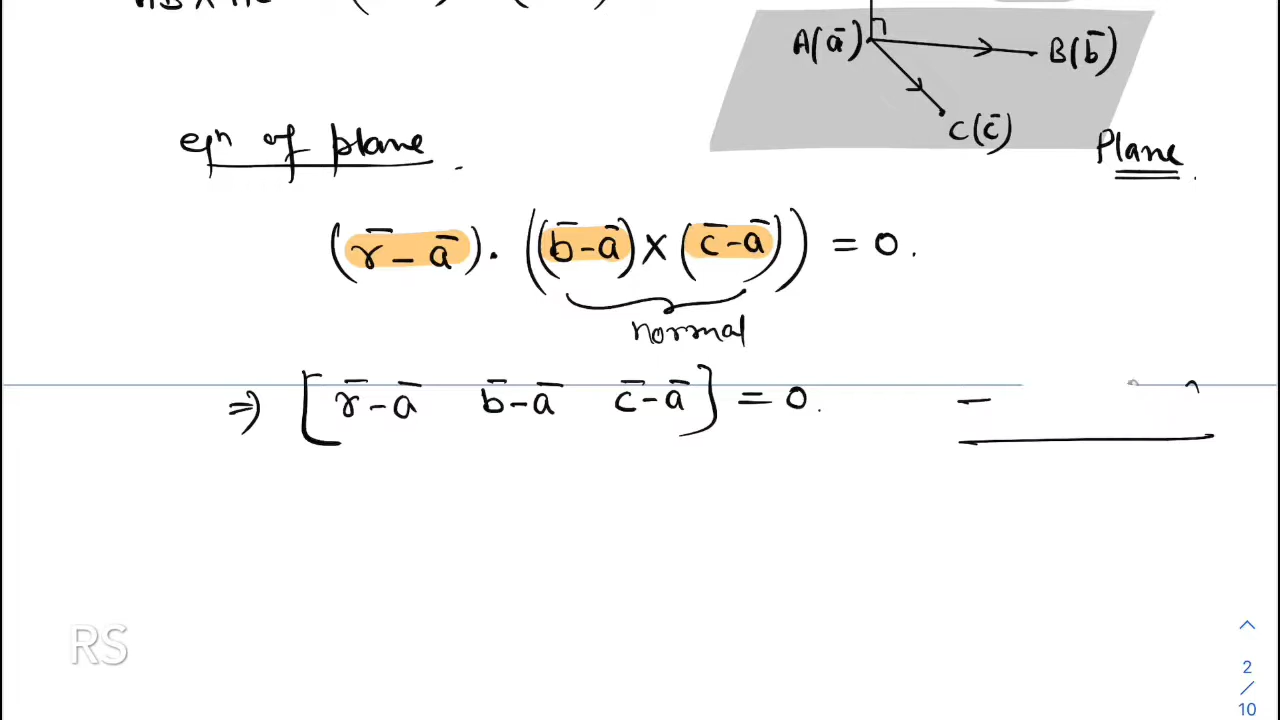 A(ā) B(b̄)
C(c̄)
Plane.
eqⁿ of plane.
(r̄ - ā) . ((b̄ - ā) × (c̄ - ā)) = 0.
normal
⇒ [ r̄ - ā b̄ - ā c̄ - ā ] = 0.
RS
2
/
10